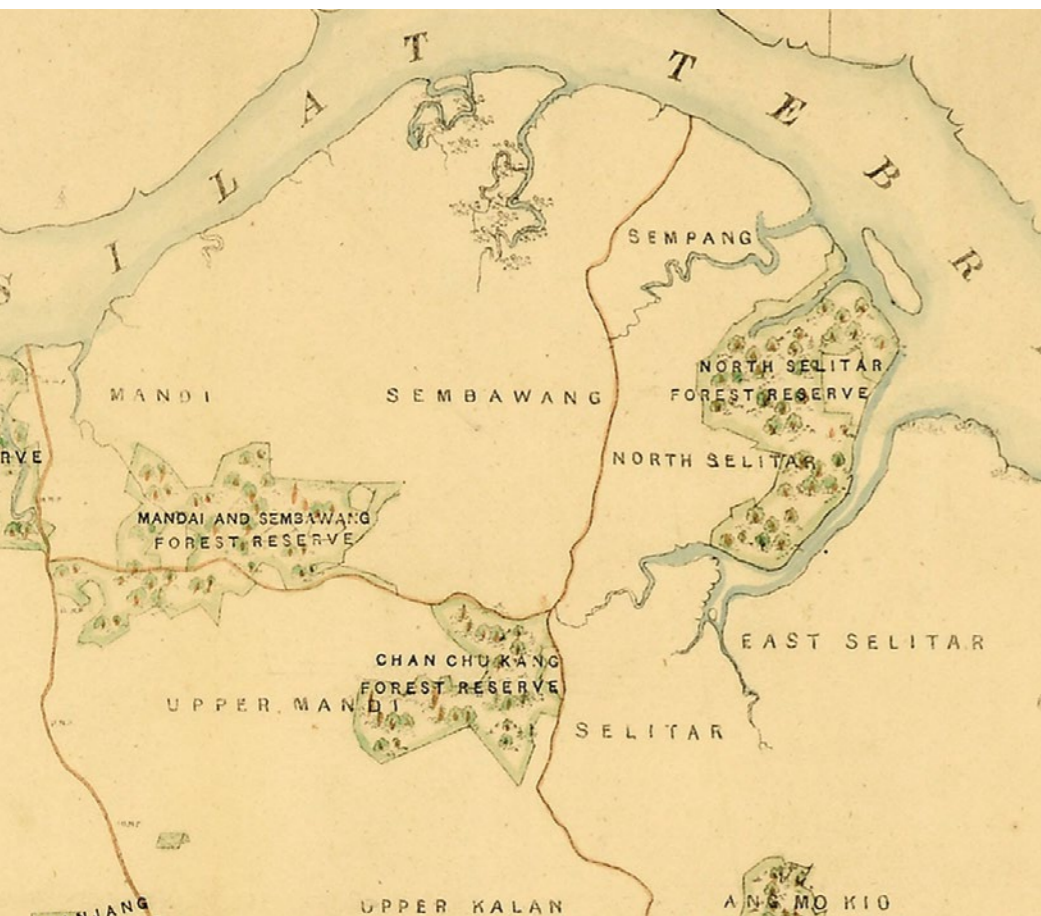 SILAT TEBR
SEMPANG
NORTH SELITAR
FOREST RESERVE
MANDI
SEMBAWANG
RVE
NORTH SELITAR
MANDAI AND SEMBAWANG
FOREST RESERVE
EAST SELITAR
CHAN CHU KANG
FOREST RESERVE
UPPER MANDI
SELITAR
UPPER KALAN
ANG MO KIO